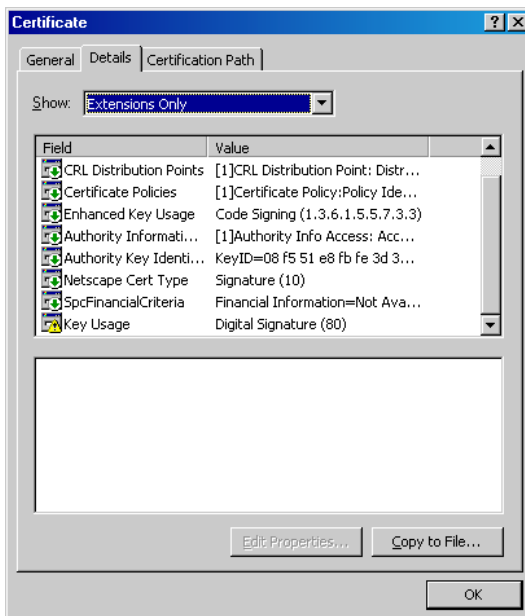 Certificate
General Details Certification Path
Show: Extensions Only
Field Value
CRL Distribution Points [1]CRL Distribution Point: Distr...
Certificate Policies [1]Certificate Policy:Policy Ide...
Enhanced Key Usage Code Signing (1.3.6.1.5.5.7.3.3)
Authority Informati... [1]Authority Info Access: Acc...
Authority Key Identi... KeyID=08 f5 51 e8 fb fe 3d 3...
Netscape Cert Type Signature (10)
SpcFinancialCriteria Financial Information=Not Ava...
Key Usage Digital Signature (80)
Edit Properties... Copy to File...
OK